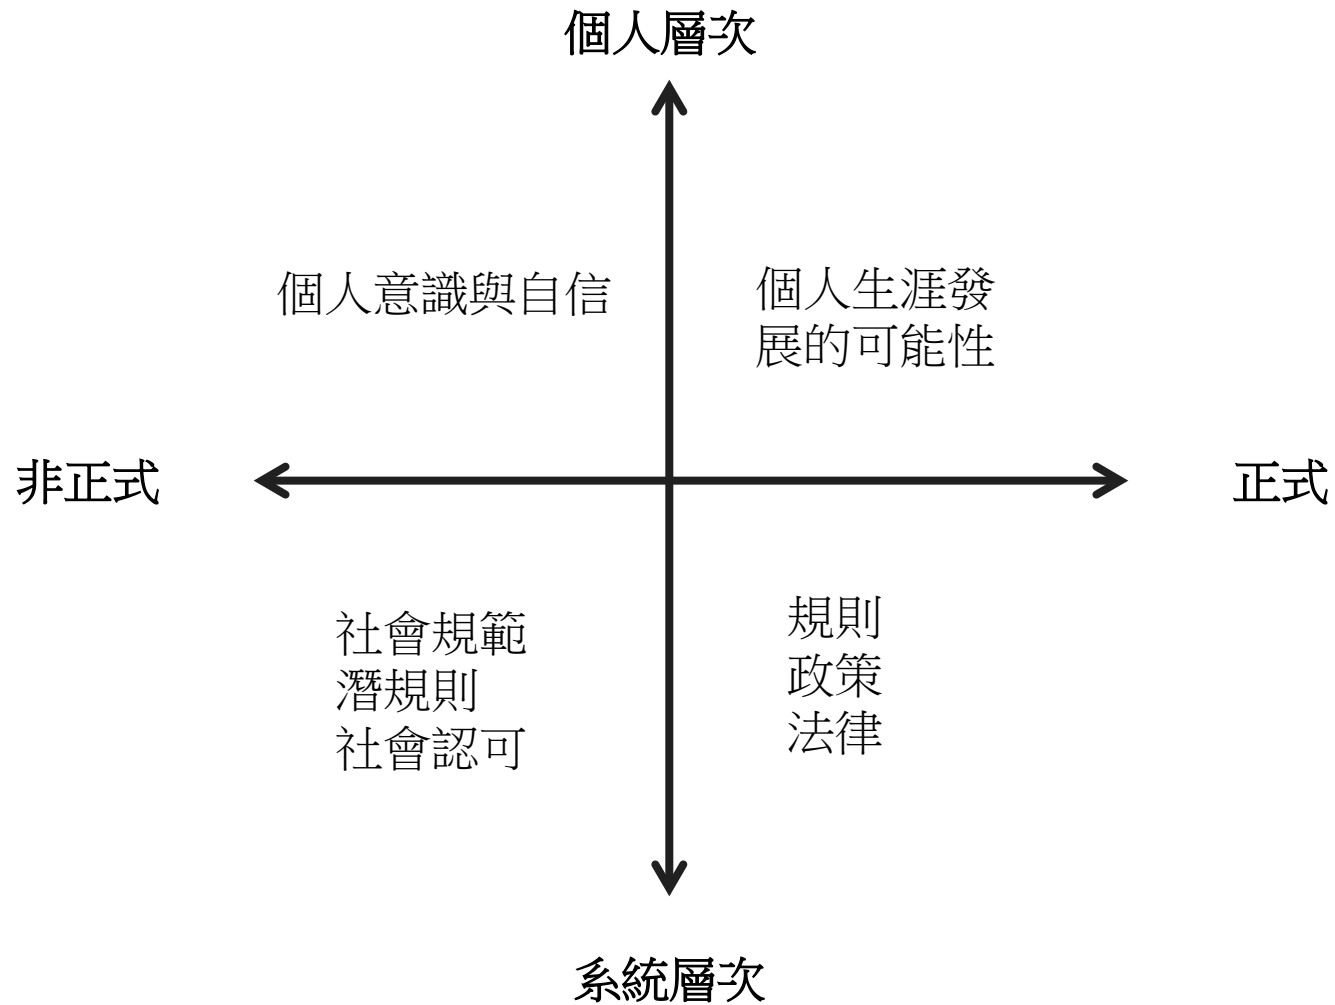 個人層次
個人意識與自信
個人生涯發
展的可能性
非正式
正式
社會規範
潛規則
社會認可
規則
政策
法律
系統層次